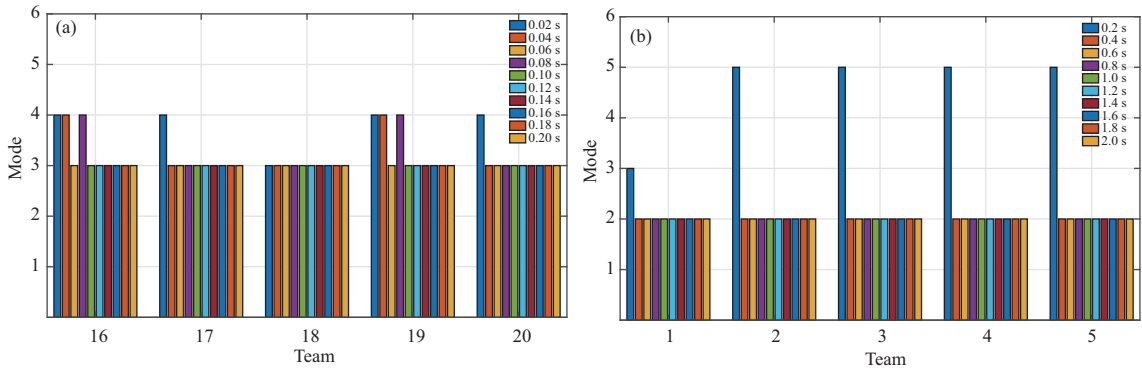 (a)
6
5
4
3
2
1
Mode
16
17
18
19
20
Team
0.02 s
0.04 s
0.06 s
0.08 s
0.10 s
0.12 s
0.14 s
0.16 s
0.18 s
0.20 s
(b)
6
5
4
3
2
1
Mode
1
2
3
4
5
Team
0.2 s
0.4 s
0.6 s
0.8 s
1.0 s
1.2 s
1.4 s
1.6 s
1.8 s
2.0 s